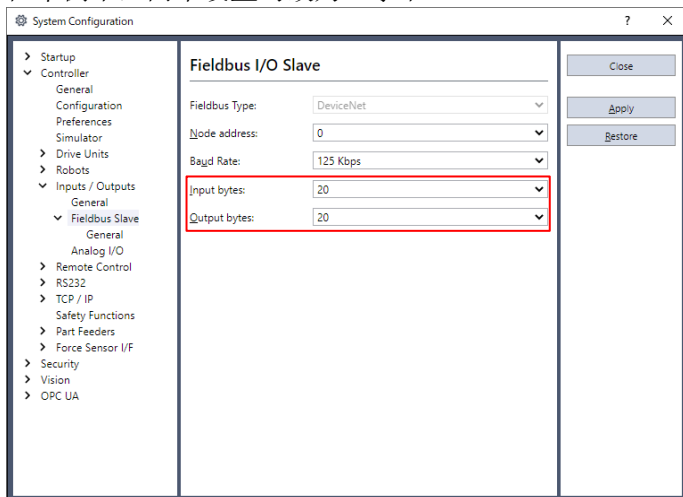 System Configuration
Startup
Controller
General
Configuration
Preferences
Simulator
Drive Units
Robots
Inputs / Outputs
General
Fieldbus Slave
General
Analog I/O
Remote Control
RS232
TCP / IP
Safety Functions
Part Feeders
Force Sensor I/F
Security
Vision
OPC UA
Fieldbus I/O Slave
Fieldbus Type: DeviceNet
Node address: 0
Baud Rate: 125 Kbps
Input bytes: 20
Output bytes: 20
Close
Apply
Restore